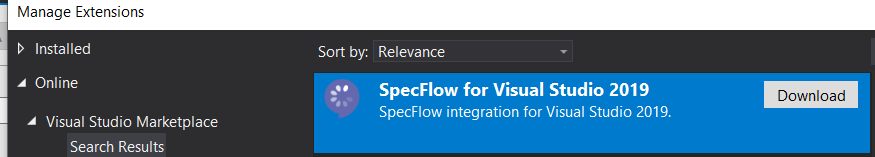 Manage Extensions
Installed
Online
Visual Studio Marketplace
Search Results
Sort by: Relevance
SpecFlow for Visual Studio 2019
SpecFlow integration for Visual Studio 2019.
Download